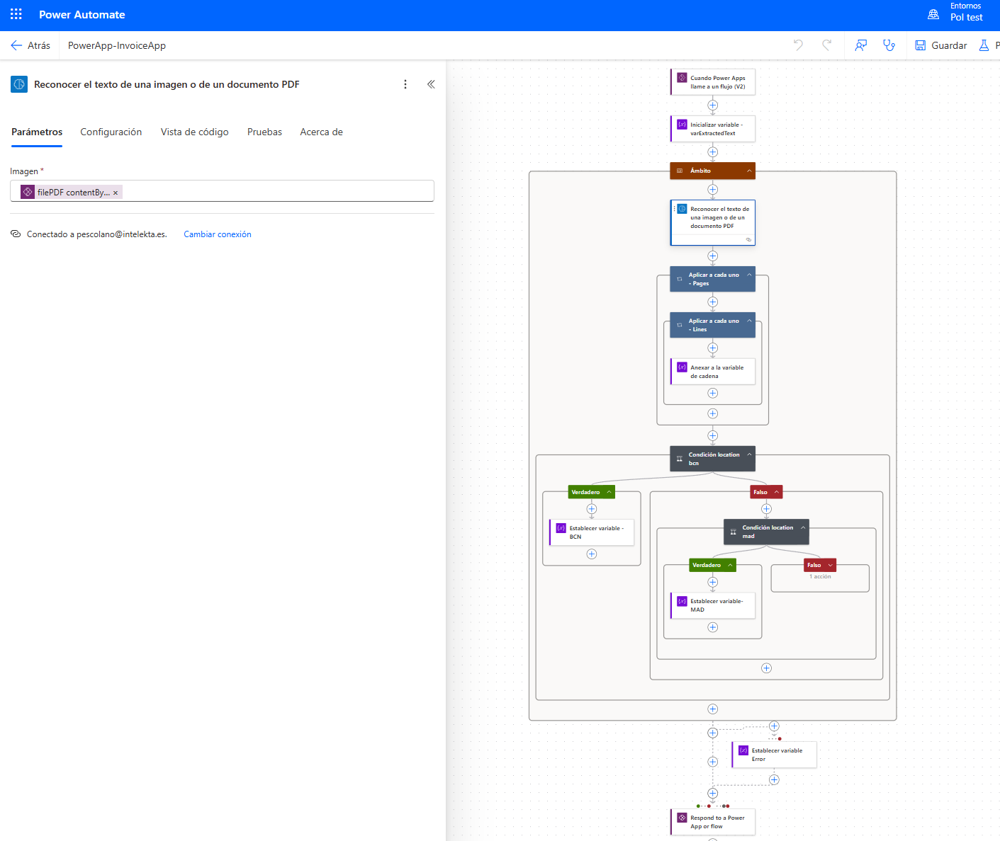 Power Automate
Entornos
Pol test
Atrás
PowerApp-InvoiceApp
Guardar
P
Reconocer el texto de una imagen o de un documento PDF
Parámetros
Configuración
Vista de código
Pruebas
Acerca de
Imagen *
filePDF contentBy... ×
Conectado a pescolano@intelekta.es.
Cambiar conexión
Cuando Power Apps
llame a un flujo (V2)
Inicializar variable -
varExtractedText
Ámbito
Reconocer el texto de
una imagen o de un
documento PDF
Aplicar a cada uno
- Pages
Aplicar a cada uno
- Lines
Anexar a la variable
de cadena
Condición location
bcn
Verdadero
Falso
Establecer variable -
BCN
Condición location
mad
Verdadero
Falso
1 acción
Establecer variable-
MAD
Establecer variable
Error
Respond to a Power
App or flow